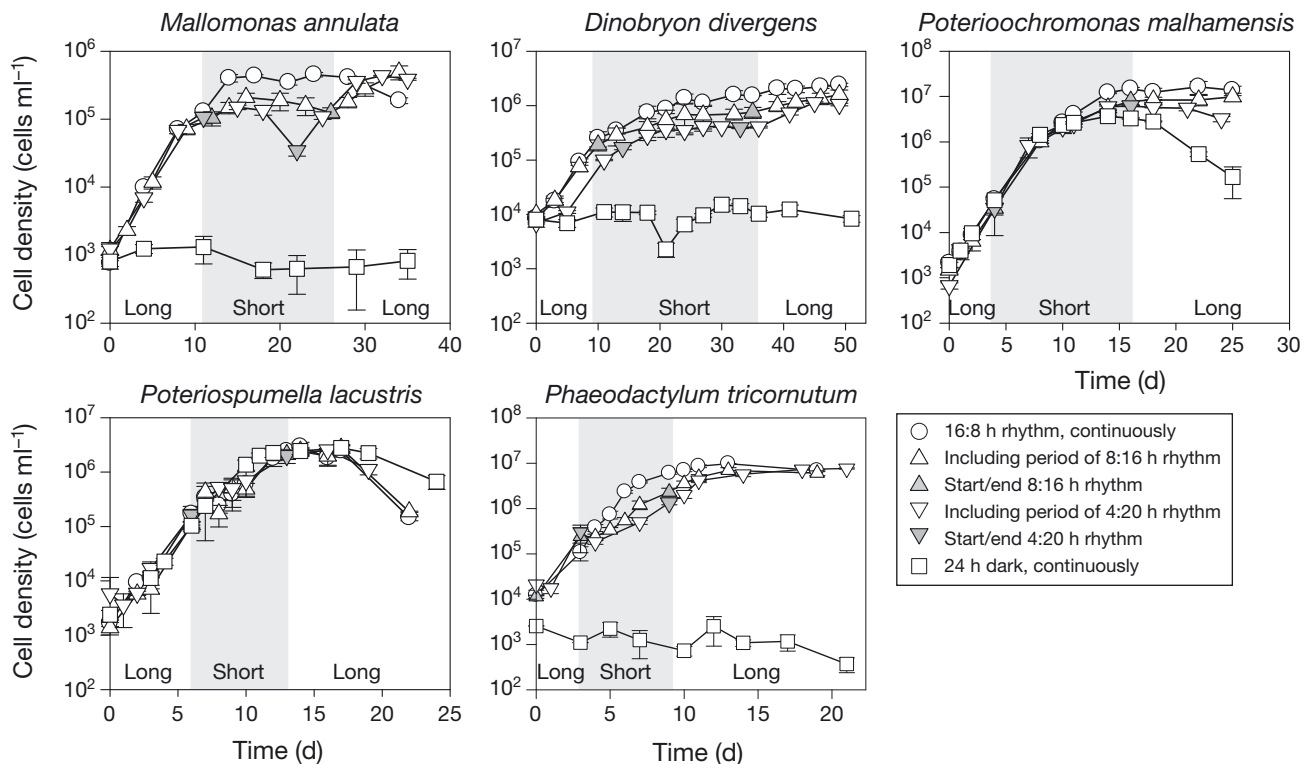 Mallomonas annulata
Dinobryon divergens
Poterioochromonas malhamensis
Cell density (cells ml⁻¹)
10⁶
10⁵
10⁴
10³
10²
Long
Short
Long
0
10
20
30
40
10⁷
10⁶
10⁵
10⁴
10³
10²
Long
Short
Long
0
10
20
30
40
50
10⁸
10⁷
10⁶
10⁵
10⁴
10³
10²
Long
Short
Long
0
5
10
15
20
25
30
Time (d)
Poteriospumella lacustris
Phaeodactylum tricornutum
Cell density (cells ml⁻¹)
10⁷
10⁶
10⁵
10⁴
10³
10²
Long
Short
Long
0
5
10
15
20
25
Time (d)
10⁸
10⁷
10⁶
10⁵
10⁴
10³
10²
Long
Short
Long
0
5
10
15
20
Time (d)
16:8 h rhythm, continuously
Including period of 8:16 h rhythm
Start/end 8:16 h rhythm
Including period of 4:20 h rhythm
Start/end 4:20 h rhythm
24 h dark, continuously